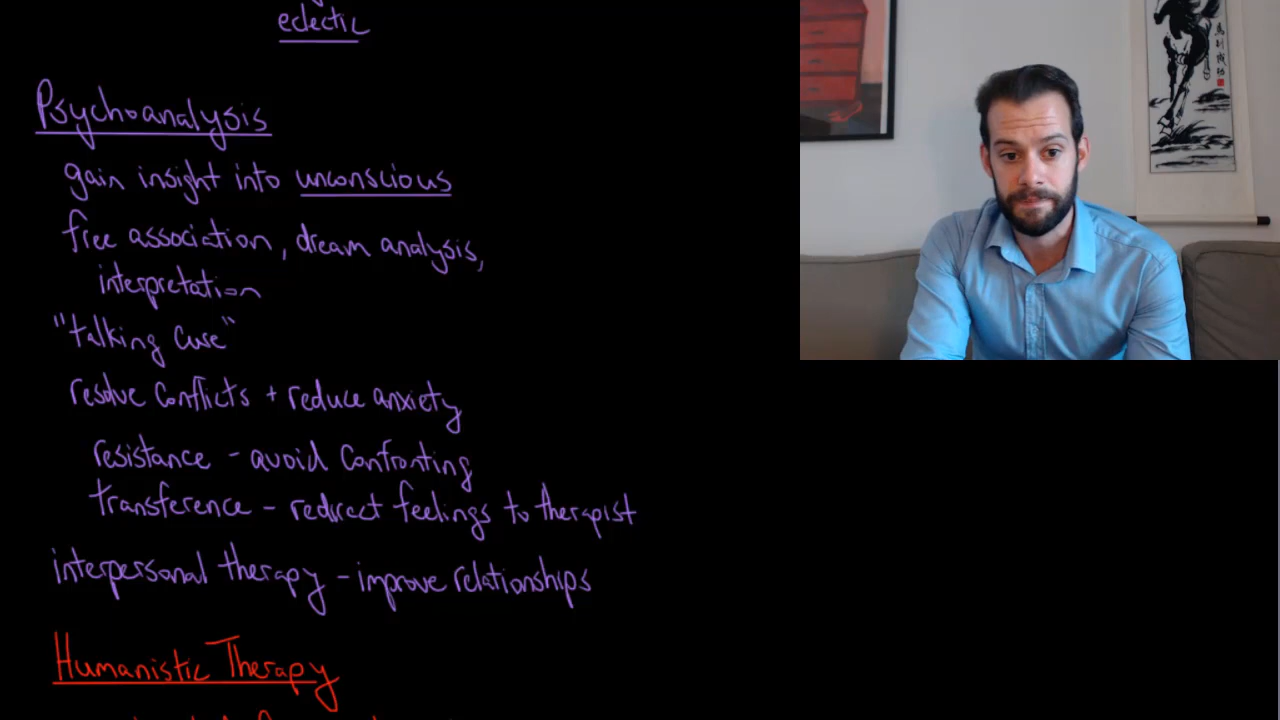 eclectic
Psychoanalysis
gain insight into unconscious
free association, dream analysis,
interpretation
"talking cure"
resolve conflicts + reduce anxiety
resistance - avoid confronting
transference - redirect feelings to therapist
interpersonal therapy - improve relationships
Humanistic Therapy